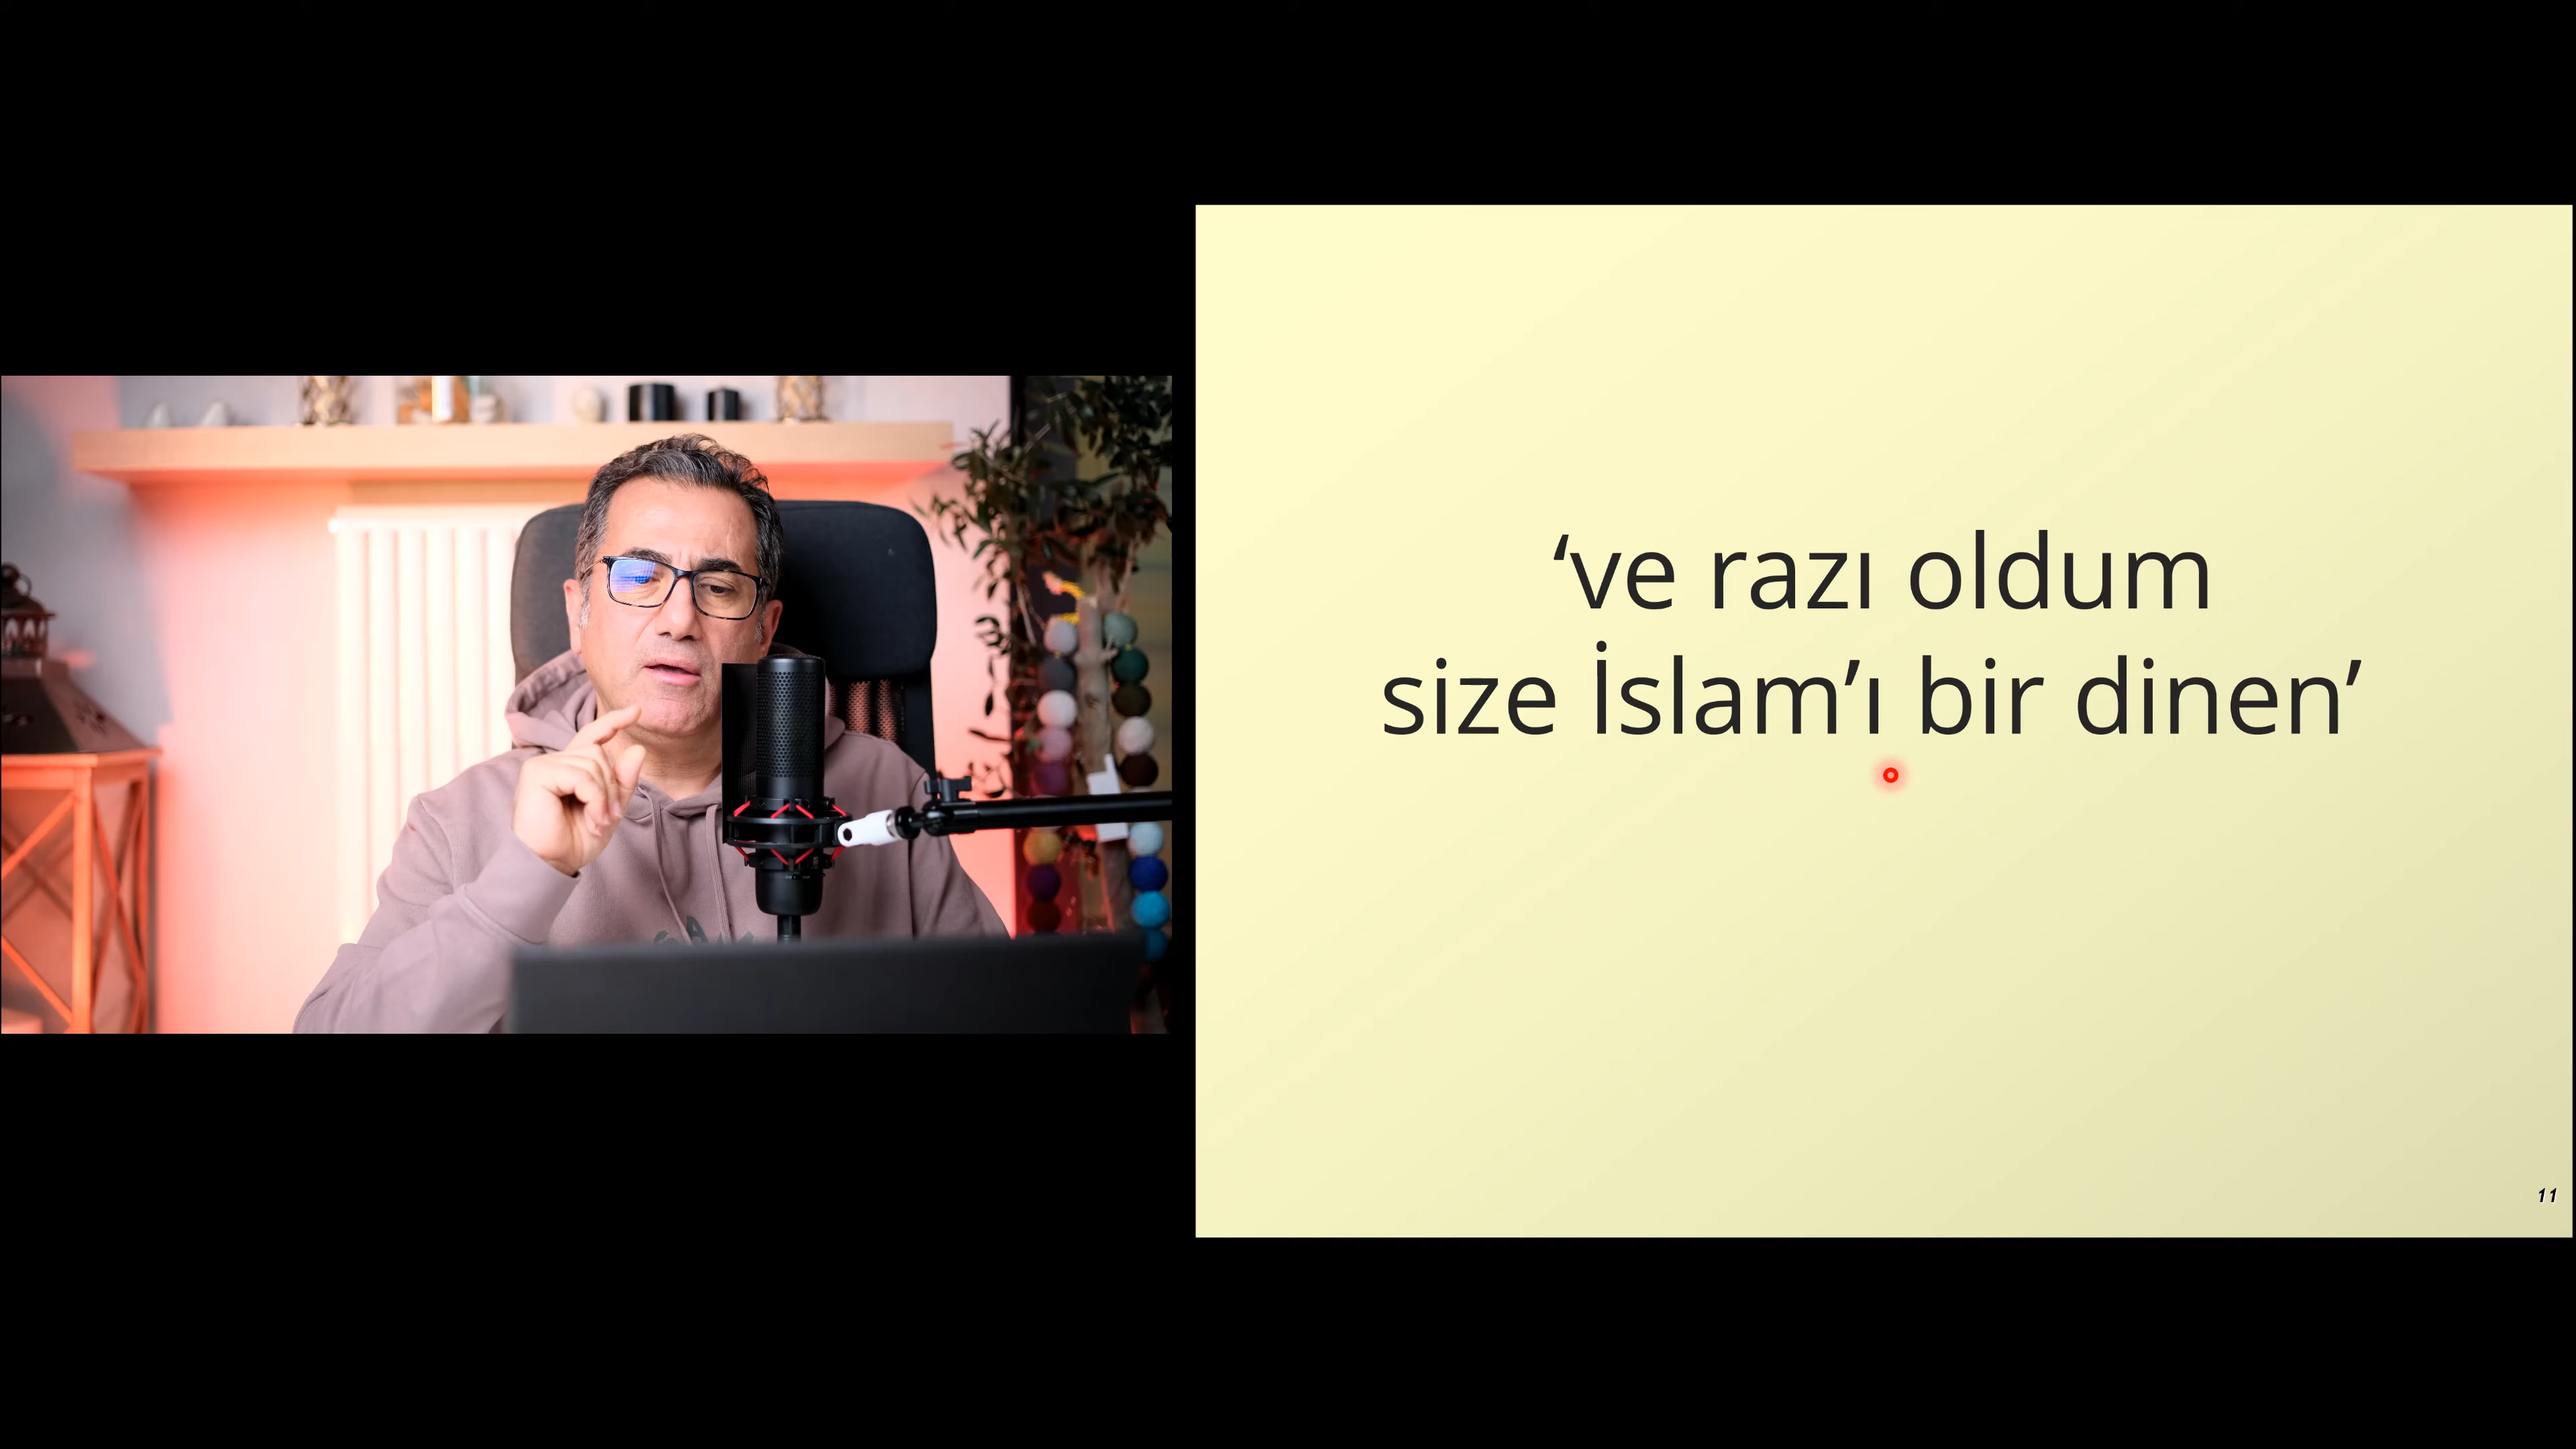 ‘ve razı oldum
size İslam’ı bir dinen’
11